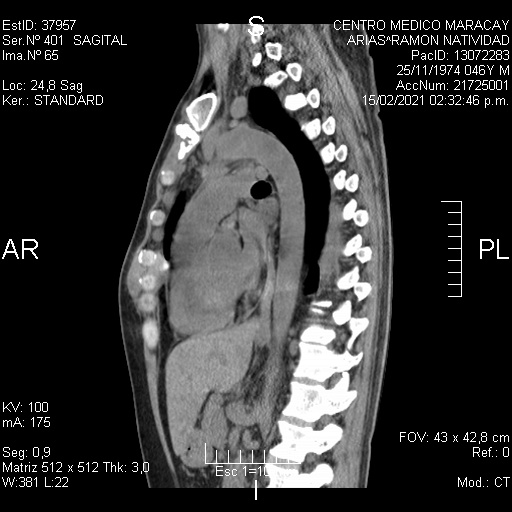 EstID: 37957
Ser.Nº 401 SAGITAL
Ima.Nº 65
Loc: 24,8 Sag
Ker.: STANDARD
S
CENTRO MEDICO MARACAY
ARIAS^RAMON NATIVIDAD
PacID: 13072283
25/11/1974 046Y M
AccNum: 21725001
15/02/2021 02:32:46 p.m.
AR
PL
KV: 100
mA: 175
Seg: 0,9
Matriz 512 x 512 Thk: 3,0
W:381 L:22
I
FOV: 43 x 42,8 cm
Ref.: 0
Mod.: CT